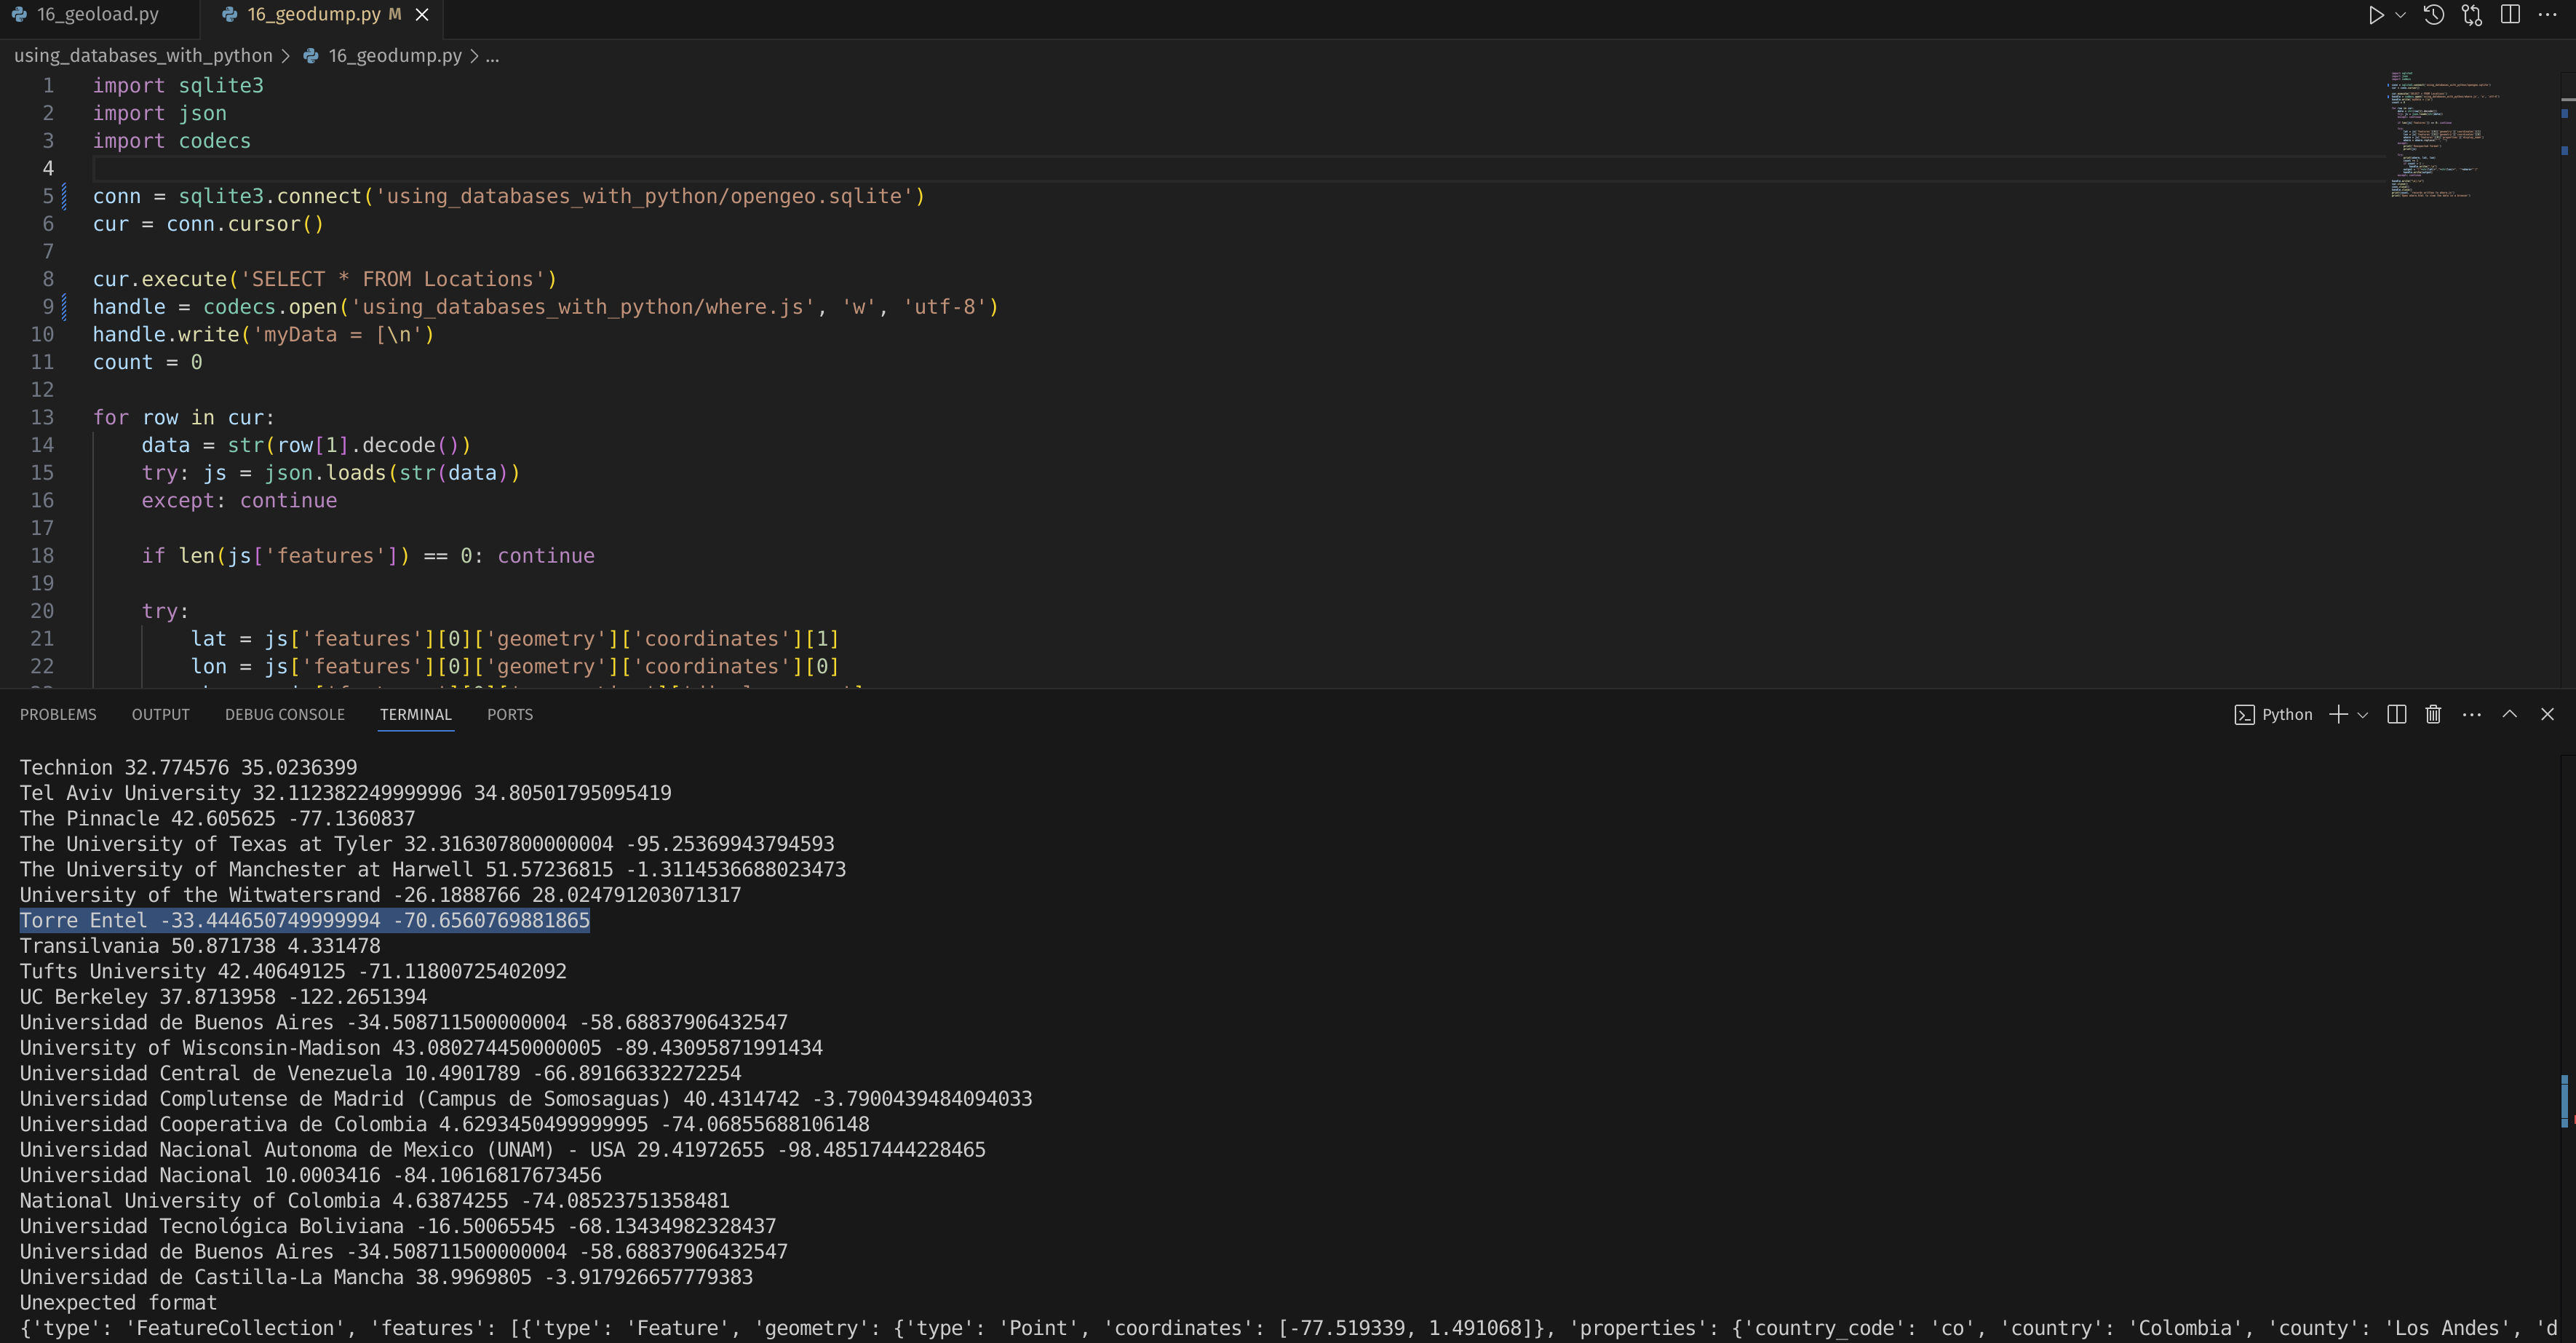 16_geoload.py
16_geodump.py M
using_databases_with_python > 16_geodump.py > ...
1 import sqlite3
2 import json
3 import codecs
4
5 conn = sqlite3.connect('using_databases_with_python/opengeo.sqlite')
6 cur = conn.cursor()
7
8 cur.execute('SELECT * FROM Locations')
9 handle = codecs.open('using_databases_with_python/where.js', 'w', 'utf-8')
10 handle.write('myData = [\n')
11 count = 0
12
13 for row in cur:
14     data = str(row[1].decode())
15     try: js = json.loads(str(data))
16     except: continue
17
18     if len(js['features']) == 0: continue
19
20     try:
21         lat = js['features'][0]['geometry']['coordinates'][1]
22         lon = js['features'][0]['geometry']['coordinates'][0]
PROBLEMS OUTPUT DEBUG CONSOLE TERMINAL PORTS
Python
Technion 32.774576 35.0236399
Tel Aviv University 32.112382249999996 34.80501795095419
The Pinnacle 42.605625 -77.1360837
The University of Texas at Tyler 32.316307800000004 -95.25369943794593
The University of Manchester at Harwell 51.57236815 -1.3114536688023473
University of the Witwatersrand -26.1888766 28.024791203071317
Torre Entel -33.444650749999994 -70.6560769881865
Transilvania 50.871738 4.331478
Tufts University 42.40649125 -71.11800725402092
UC Berkeley 37.8713958 -122.2651394
Universidad de Buenos Aires -34.508711500000004 -58.68837906432547
University of Wisconsin-Madison 43.080274450000005 -89.43095871991434
Universidad Central de Venezuela 10.4901789 -66.89166332272254
Universidad Complutense de Madrid (Campus de Somosaguas) 40.4314742 -3.7900439484094033
Universidad Cooperativa de Colombia 4.6293450499999995 -74.06855688106148
Universidad Nacional Autonoma de Mexico (UNAM) - USA 29.41972655 -98.48517444228465
Universidad Nacional 10.0003416 -84.10616817673456
National University of Colombia 4.63874255 -74.08523751358481
Universidad Tecnológica Boliviana -16.50065545 -68.13434982328437
Universidad de Buenos Aires -34.508711500000004 -58.68837906432547
Universidad de Castilla-La Mancha 38.9969805 -3.917926657779383
Unexpected format
{'type': 'FeatureCollection', 'features': [{'type': 'Feature', 'geometry': {'type': 'Point', 'coordinates': [-77.519339, 1.491068]}, 'properties': {'country_code': 'co', 'country': 'Colombia', 'county': 'Los Andes', 'd